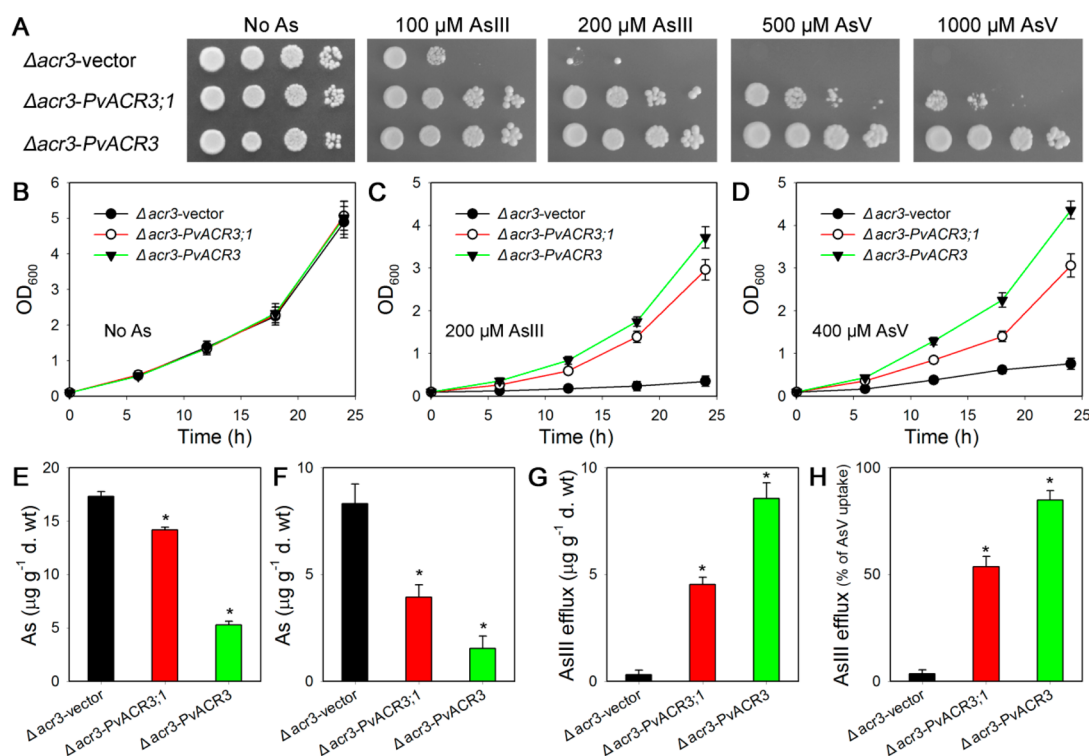 A
No As
100 µM AsIII
200 µM AsIII
500 µM AsV
1000 µM AsV
Δacr3-vector
Δacr3-PvACR3;1
Δacr3-PvACR3
B
6
5
4
3
2
1
0
OD600
Δacr3-vector
Δacr3-PvACR3;1
Δacr3-PvACR3
No As
0 5 10 15 20 25
Time (h)
C
5
4
3
2
1
0
OD600
Δacr3-vector
Δacr3-PvACR3;1
Δacr3-PvACR3
200 µM AsIII
0 5 10 15 20 25
Time (h)
D
5
4
3
2
1
0
OD600
Δacr3-vector
Δacr3-PvACR3;1
Δacr3-PvACR3
400 µM AsV
0 5 10 15 20 25
Time (h)
E
20
15
10
5
0
As (µg g⁻¹ d. wt)
*
*
Δacr3-vector
Δacr3-PvACR3;1
Δacr3-PvACR3
F
10
5
0
As (µg g⁻¹ d. wt)
*
*
Δacr3-vector
Δacr3-PvACR3;1
Δacr3-PvACR3
G
10
5
0
AsIII efflux (µg g⁻¹ d. wt)
*
*
Δacr3-vector
Δacr3-PvACR3;1
Δacr3-PvACR3
H
100
50
0
AsIII efflux (% of AsV uptake)
*
*
Δacr3-vector
Δacr3-PvACR3;1
Δacr3-PvACR3